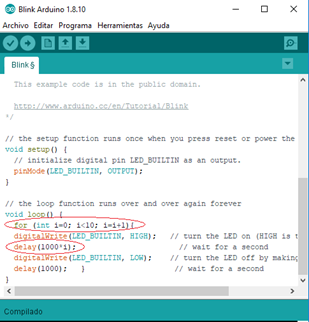 Blink Arduino 1.8.10
Archivo Editar Programa Herramientas Ayuda
Blink §
This example code is in the public domain.
http://www.arduino.cc/en/Tutorial/Blink
*/
// the setup function runs once when you press reset or power the
void setup() {
// initialize digital pin LED_BUILTIN as an output.
pinMode(LED_BUILTIN, OUTPUT);
}
// the loop function runs over and over again forever
void loop() {
for (int i=0; i<10; i=i+1){
digitalWrite(LED_BUILTIN, HIGH); // turn the LED on (HIGH is t
delay(1000*i); // wait for a second
digitalWrite(LED_BUILTIN, LOW); // turn the LED off by making
delay(1000); } // wait for a second
}
Compilado